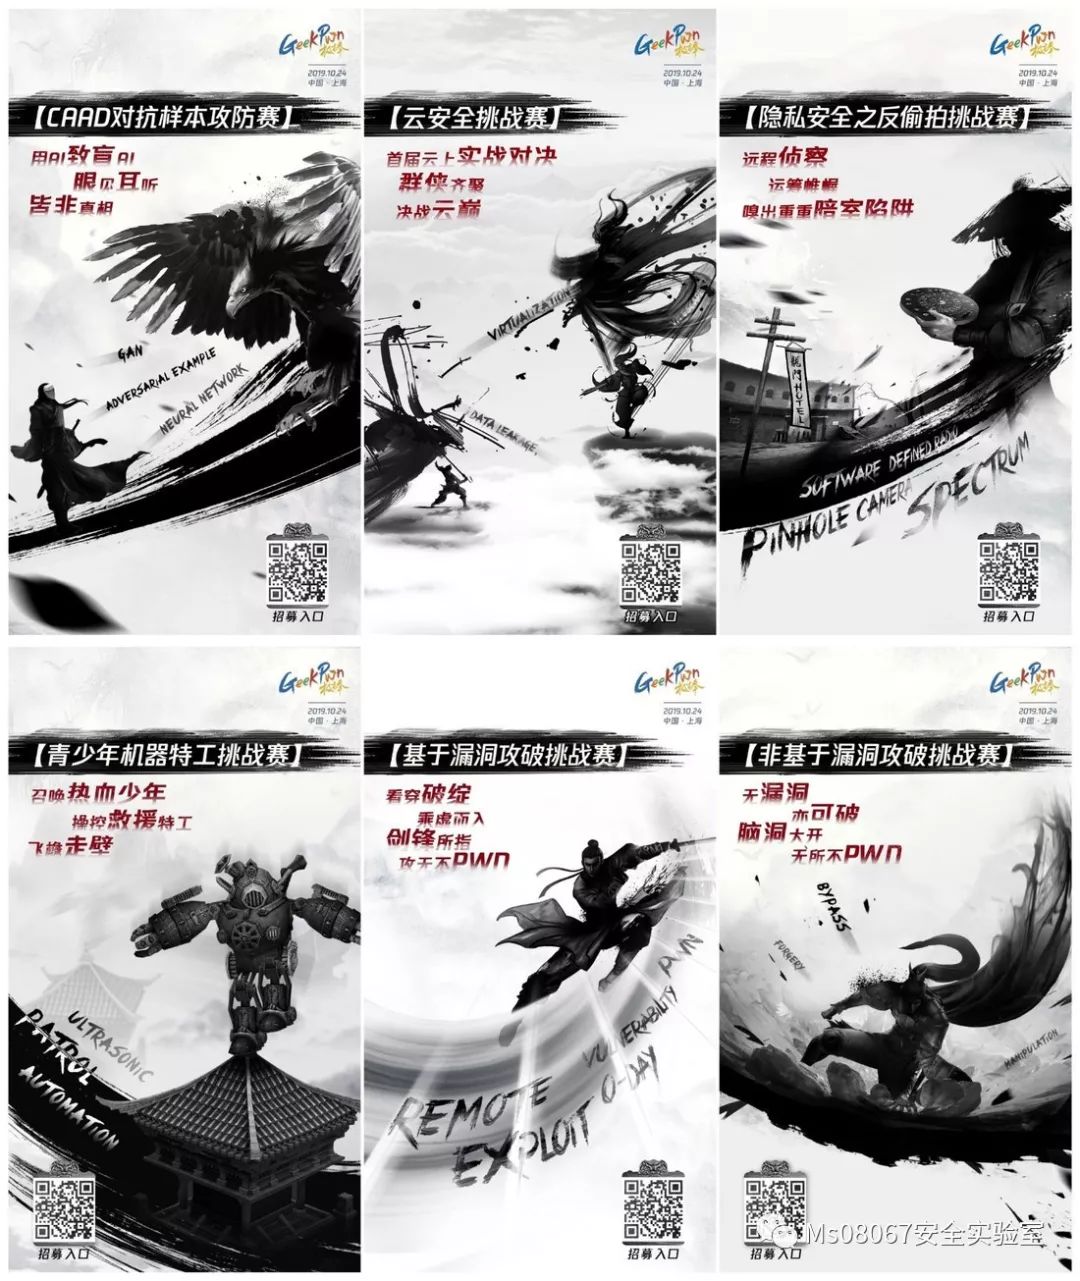 GeekPwn
2019.10.24
中国·上海
【CAAD对抗样本攻防赛】
用AI致盲AI
眼见耳听
皆非真相
GAN
ADVERSARIAL EXAMPLE
NEURAL NETWORK
招募入口
GeekPwn
2019.10.24
中国·上海
【云安全挑战赛】
首届云上实战对决
群侠齐聚
决战云巅
VIRTUALIZATION
DATA LEAKAGE
招募入口
GeekPwn
2019.10.24
中国·上海
【隐私安全之反偷拍挑战赛】
远程侦察
运筹帷幄
嗅出重重暗室陷阱
HOTEL
SOFTWARE DEFINED RADIO
PINHOLE CAMERA
SPECTRUM
招募入口
GeekPwn
2019.10.24
中国·上海
【青少年机器特工挑战赛】
召唤热血少年
操控救援特工
飞檐走壁
ULTRASONIC
PATROL
AUTOMATION
招募入口
GeekPwn
2019.10.24
中国·上海
【基于漏洞攻破挑战赛】
看穿破绽
乘虚而入
剑锋所指
攻无不PWN
PWN
VULNERABILITY
0-DAY
REMOTE
EXPLOIT
招募入口
GeekPwn
2019.10.24
中国·上海
【非基于漏洞攻破挑战赛】
无漏洞
亦可破
脑洞大开
无所不PWN
BYPASS
FORGERY
MANIPULATION
招募入口
Ms08067安全实验室